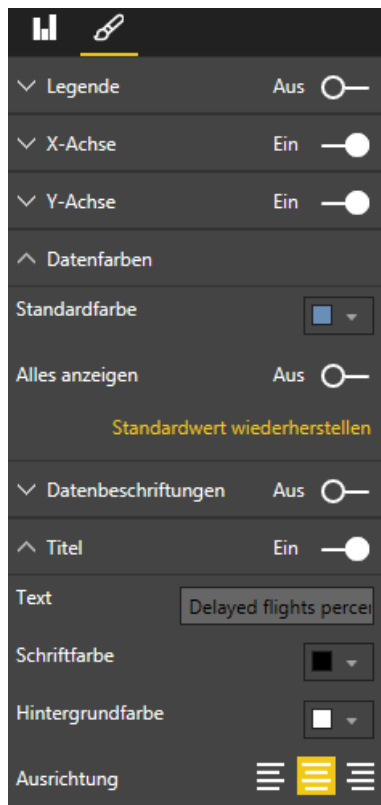 Legende Aus
X-Achse Ein
Y-Achse Ein
Datenfarben
Standardfarbe
Alles anzeigen Aus
Standardwert wiederherstellen
Datenbeschriftungen Aus
Titel Ein
Text Delayed flights percei
Schriftfarbe
Hintergrundfarbe
Ausrichtung